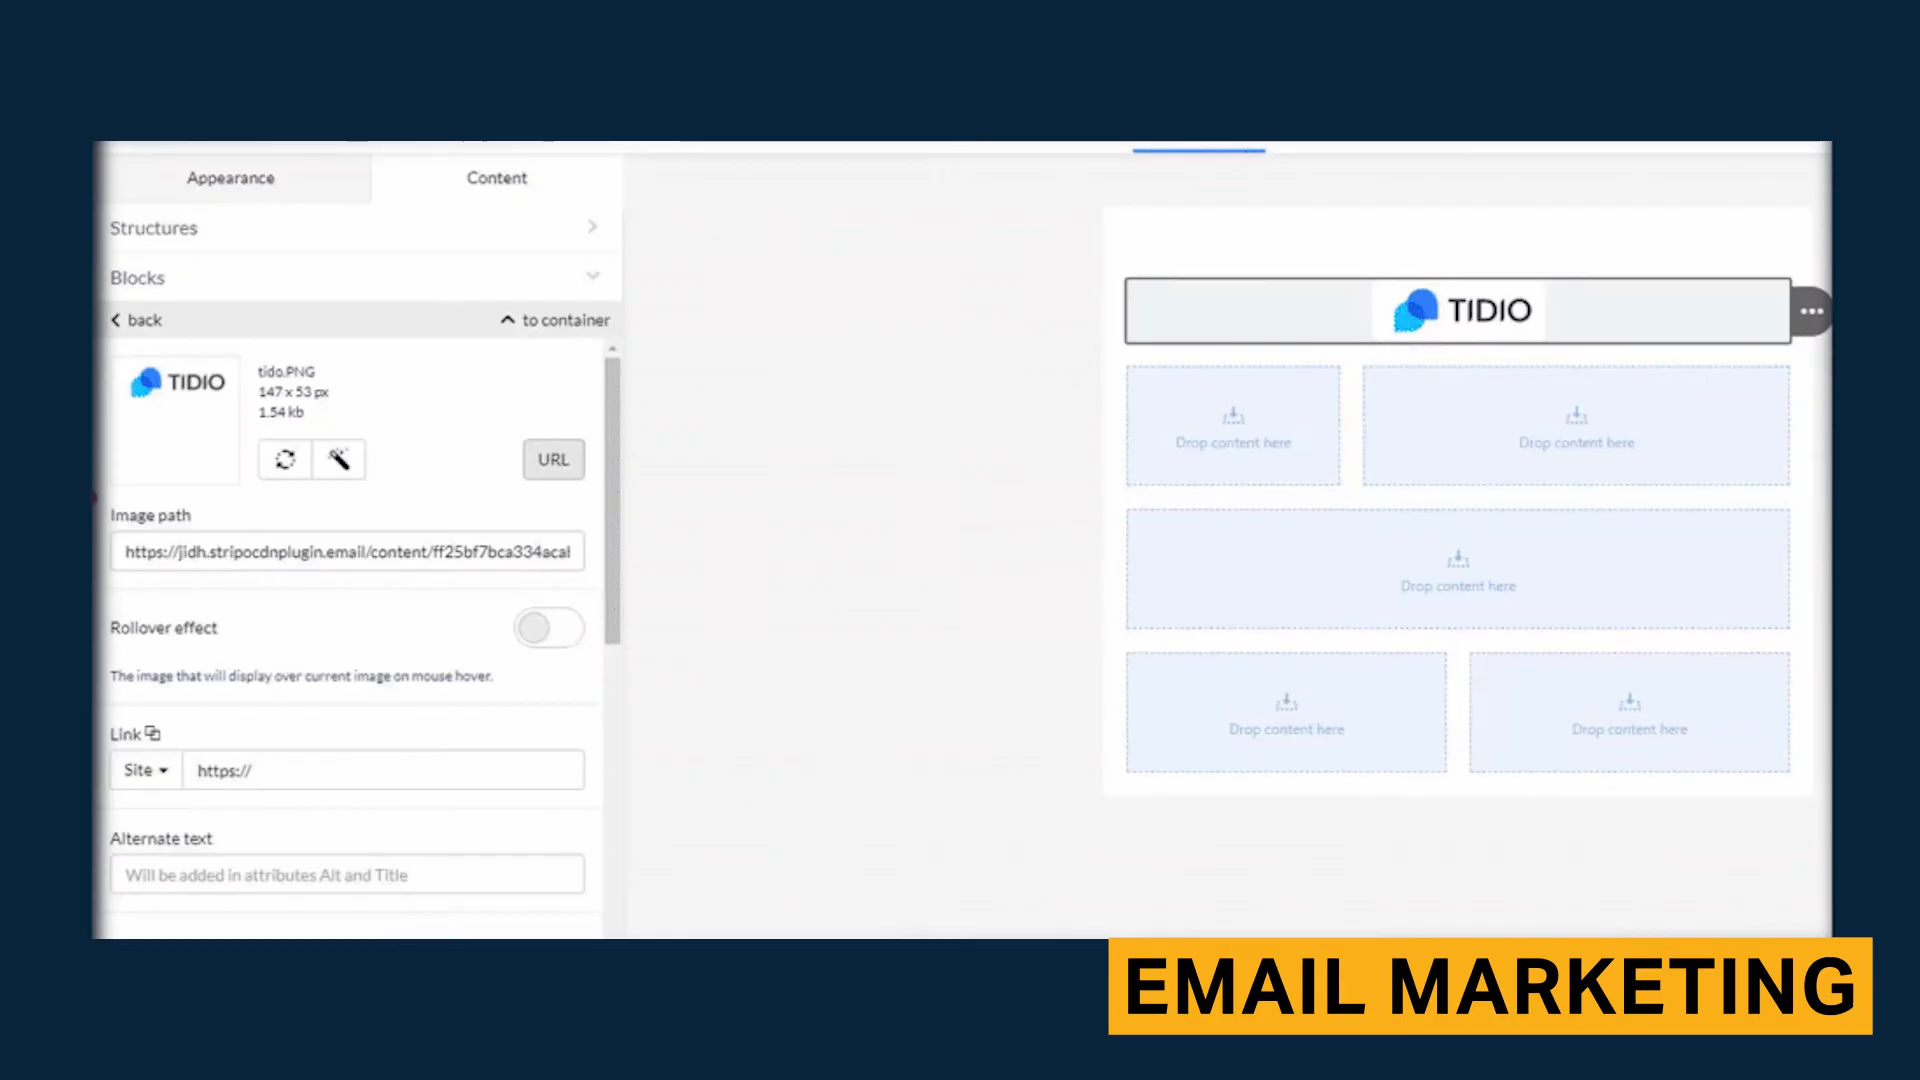 Appearance
Content
Structures
Blocks
back
to container
TIDIO
tido.PNG
147 x 53 px
1.54 kb
URL
Image path
https://jidh.stripocdnplugin.email/content/ff25bf7bca334acal
Rollover effect
The image that will display over current image on mouse hover.
Link
Site
https://
Alternate text
Will be added in attributes Alt and Title
TIDIO
Drop content here
Drop content here
Drop content here
Drop content here
Drop content here
EMAIL MARKETING